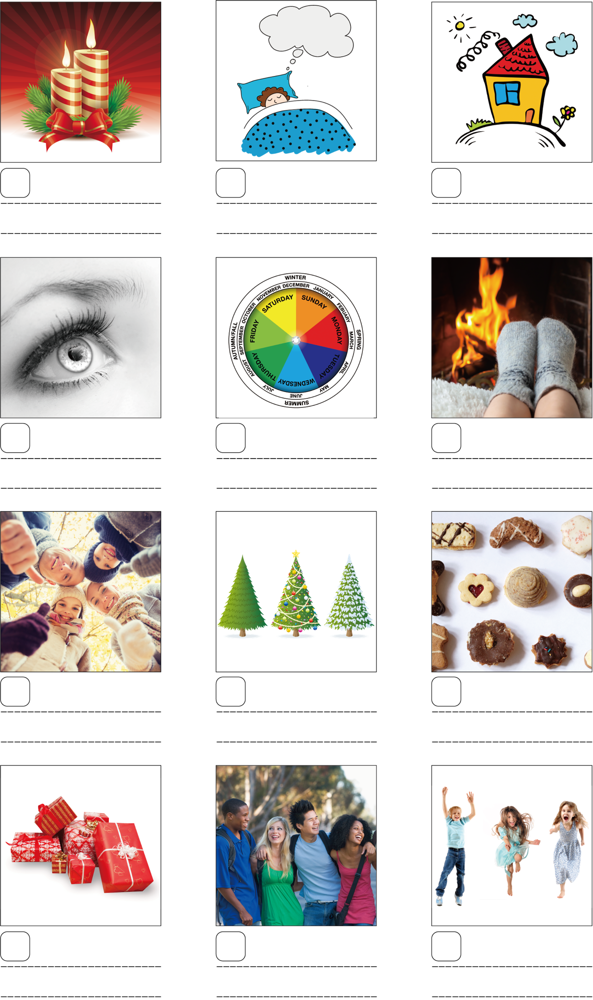 WINTER
NOVEMBER DECEMBER JANUARY FEBUARY
MARCH APRIL MAY JUNE JULY AUGUST SEPTEMBER OCTOBER
SPRING
SUMMER
AUTUMN/FALL
SATURDAY
SUNDAY
MONDAY
TUESDAY
WEDNESDAY
THURSDAY
FRIDAY